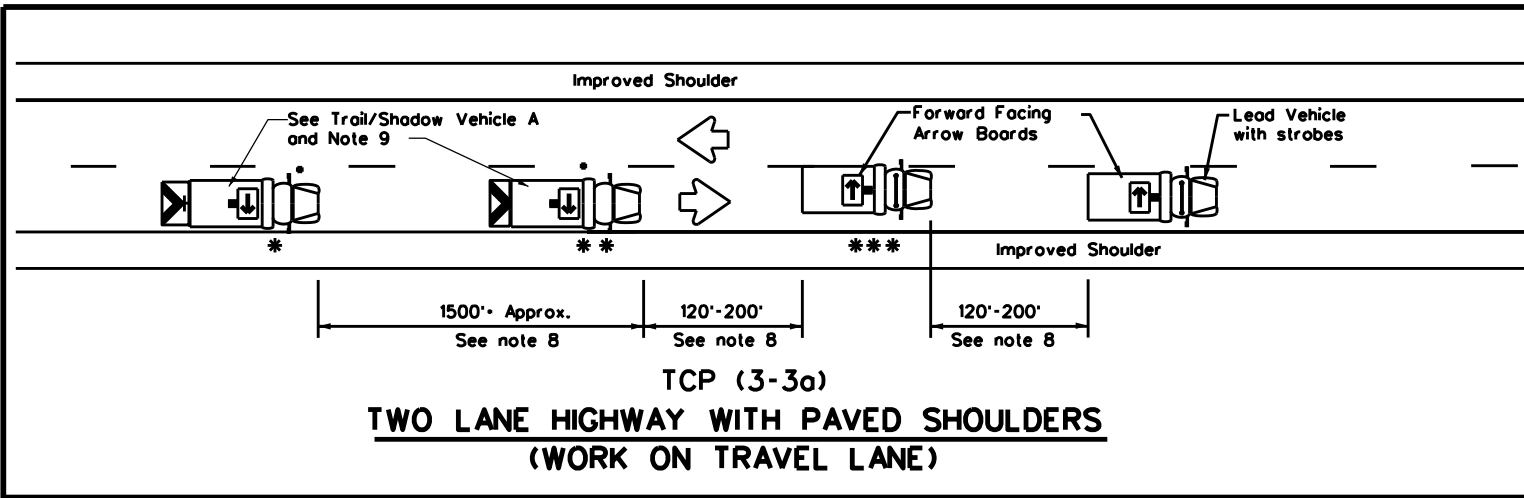 Improved Shoulder
See Trail/Shadow Vehicle A
and Note 9
Forward Facing
Arrow Boards
Lead Vehicle
with strobes
*
**
***
Improved Shoulder
1500'+ Approx.
See note 8
120'-200'
See note 8
120'-200'
See note 8
TCP (3-3a)
TWO LANE HIGHWAY WITH PAVED SHOULDERS
(WORK ON TRAVEL LANE)